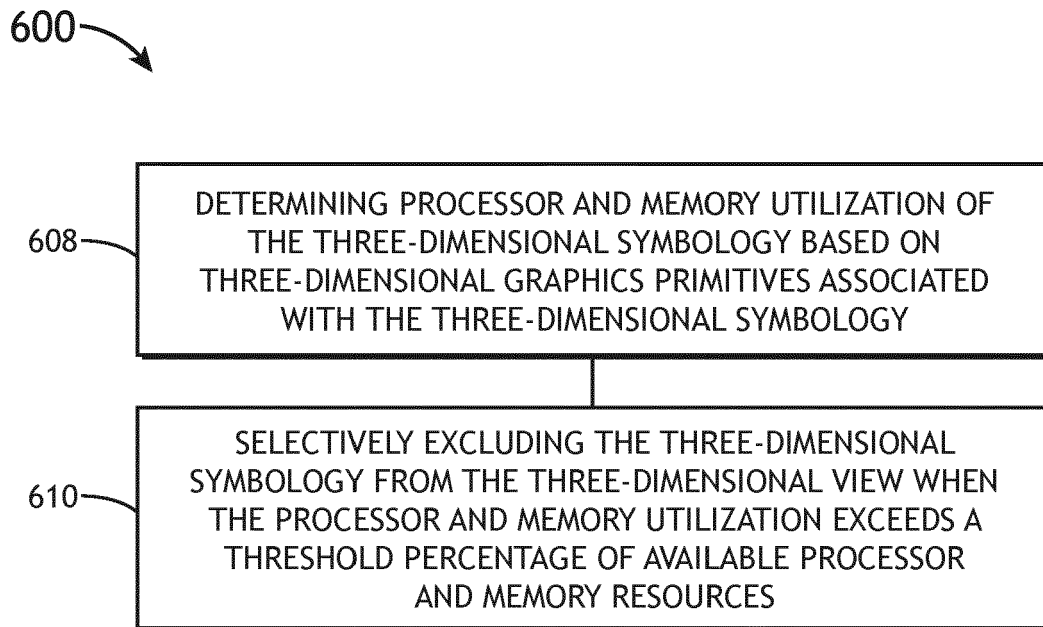 600
608
DETERMINING PROCESSOR AND MEMORY UTILIZATION OF
THE THREE-DIMENSIONAL SYMBOLOGY BASED ON
THREE-DIMENSIONAL GRAPHICS PRIMITIVES ASSOCIATED
WITH THE THREE-DIMENSIONAL SYMBOLOGY
610
SELECTIVELY EXCLUDING THE THREE-DIMENSIONAL
SYMBOLOGY FROM THE THREE-DIMENSIONAL VIEW WHEN
THE PROCESSOR AND MEMORY UTILIZATION EXCEEDS A
THRESHOLD PERCENTAGE OF AVAILABLE PROCESSOR
AND MEMORY RESOURCES